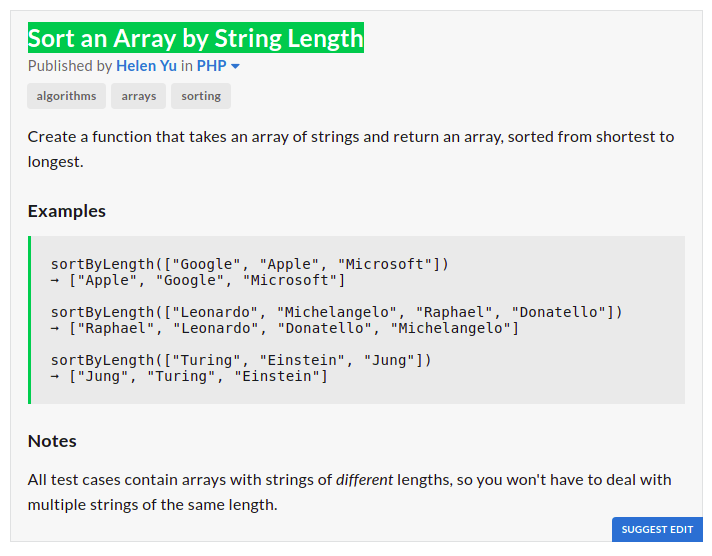 Sort an Array by String Length
Published by Helen Yu in PHP
algorithms arrays sorting
Create a function that takes an array of strings and return an array, sorted from shortest to
longest.
Examples
sortByLength(["Google", "Apple", "Microsoft"])
→ ["Apple", "Google", "Microsoft"]
sortByLength(["Leonardo", "Michelangelo", "Raphael", "Donatello"])
→ ["Raphael", "Leonardo", "Donatello", "Michelangelo"]
sortByLength(["Turing", "Einstein", "Jung"])
→ ["Jung", "Turing", "Einstein"]
Notes
All test cases contain arrays with strings of different lengths, so you won't have to deal with
multiple strings of the same length.
SUGGEST EDIT